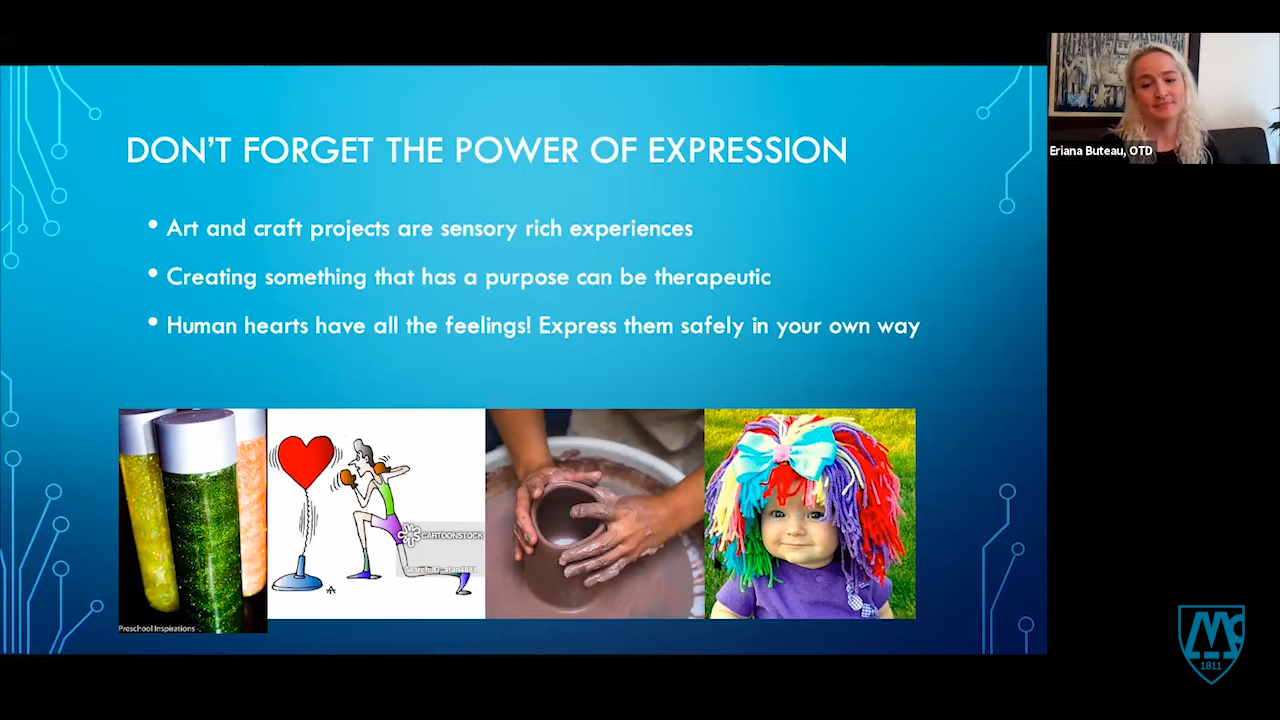 DON'T FORGET THE POWER OF EXPRESSION
• Art and craft projects are sensory rich experiences
• Creating something that has a purpose can be therapeutic
• Human hearts have all the feelings! Express them safely in your own way
Eriana Buteau, OTD
CARTOONSTOCK
Preschool Inspirations
Mc
1811